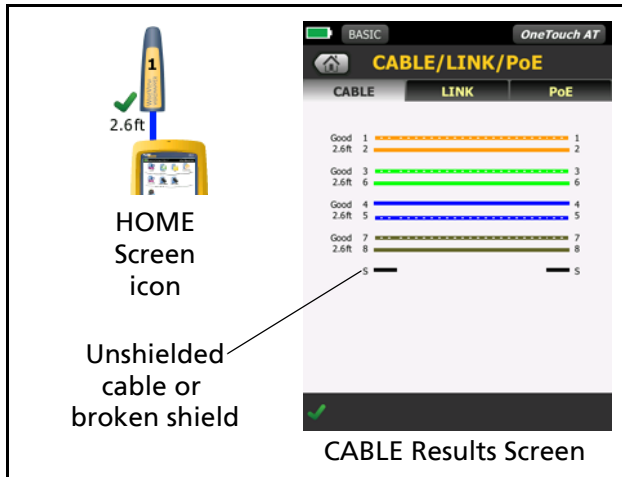 1
2.6ft
HOME
Screen
icon
Unshielded
cable or
broken shield
BASIC OneTouch AT
CABLE/LINK/PoE
CABLE LINK PoE
Good 1 1
2.6ft 2 2
Good 3 3
2.6ft 6 6
Good 4 4
2.6ft 5 5
Good 7 7
2.6ft 8 8
S S
CABLE Results Screen